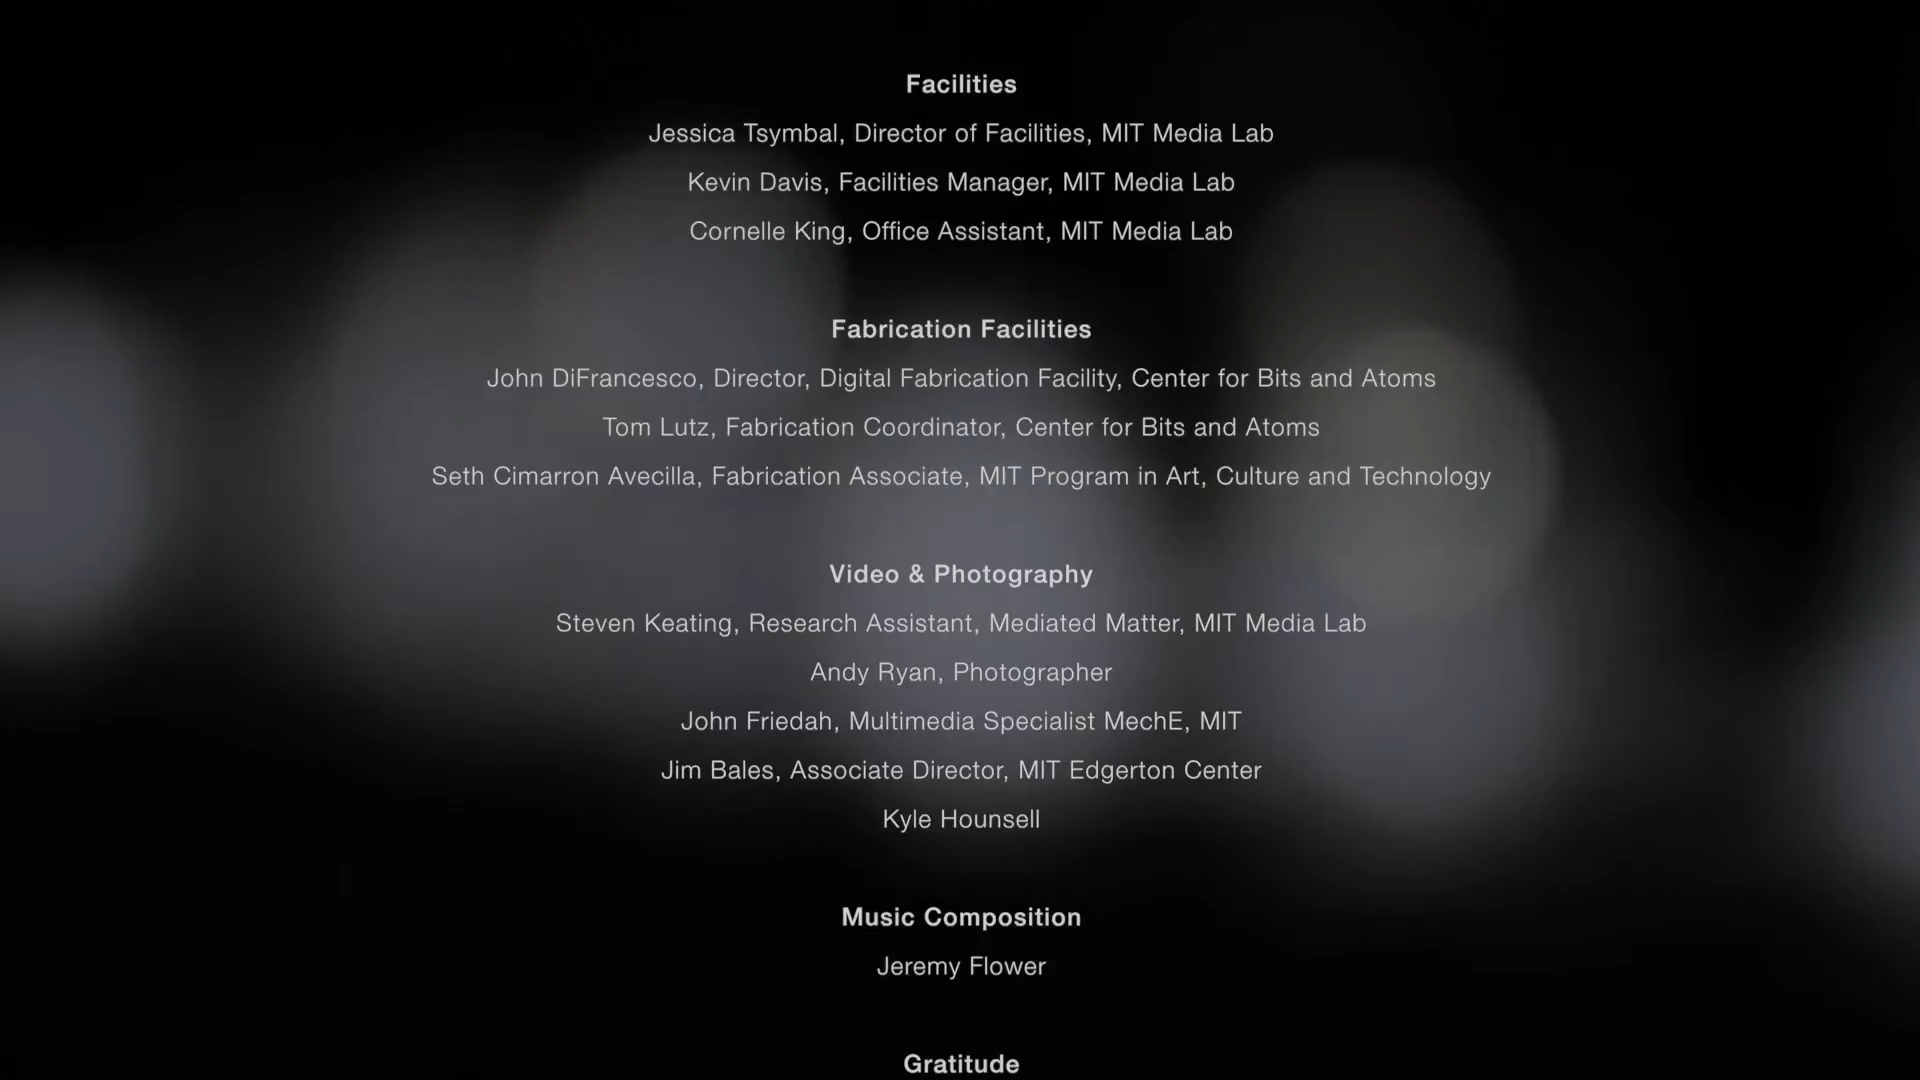 Facilities
Jessica Tsymbal, Director of Facilities, MIT Media Lab
Kevin Davis, Facilities Manager, MIT Media Lab
Cornelle King, Office Assistant, MIT Media Lab
Fabrication Facilities
John DiFrancesco, Director, Digital Fabrication Facility, Center for Bits and Atoms
Tom Lutz, Fabrication Coordinator, Center for Bits and Atoms
Seth Cimarron Avecilla, Fabrication Associate, MIT Program in Art, Culture and Technology
Video & Photography
Steven Keating, Research Assistant, Mediated Matter, MIT Media Lab
Andy Ryan, Photographer
John Friedah, Multimedia Specialist MechE, MIT
Jim Bales, Associate Director, MIT Edgerton Center
Kyle Hounsell
Music Composition
Jeremy Flower
Gratitude